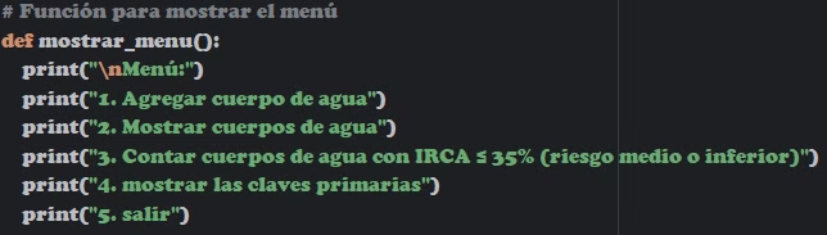 # Función para mostrar el menú
def mostrar_menu():
print("\nMenú:")
print("1. Agregar cuerpo de agua")
print("2. Mostrar cuerpos de agua")
print("3. Contar cuerpos de agua con IRCA ≤ 35% (riesgo medio o inferior)")
print("4. mostrar las claves primarias")
print("5. salir")